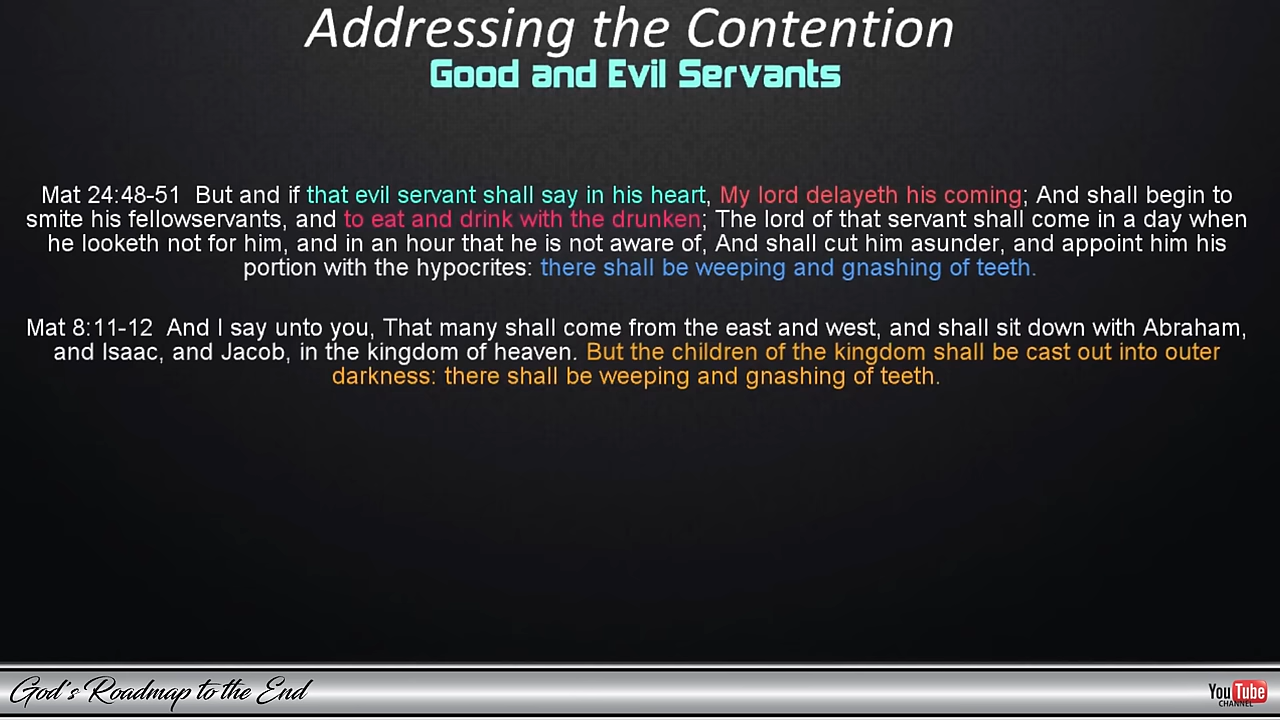 Addressing the Contention
Good and Evil Servants
Mat 24:48-51  But and if that evil servant shall say in his heart, My lord delayeth his coming; And shall begin to
smite his fellowservants, and to eat and drink with the drunken; The lord of that servant shall come in a day when
he looketh not for him, and in an hour that he is not aware of, And shall cut him asunder, and appoint him his
portion with the hypocrites: there shall be weeping and gnashing of teeth.
Mat 8:11-12  And I say unto you, That many shall come from the east and west, and shall sit down with Abraham,
and Isaac, and Jacob, in the kingdom of heaven. But the children of the kingdom shall be cast out into outer
darkness: there shall be weeping and gnashing of teeth.
God's Roadmap to the End
YouTube
CHANNEL